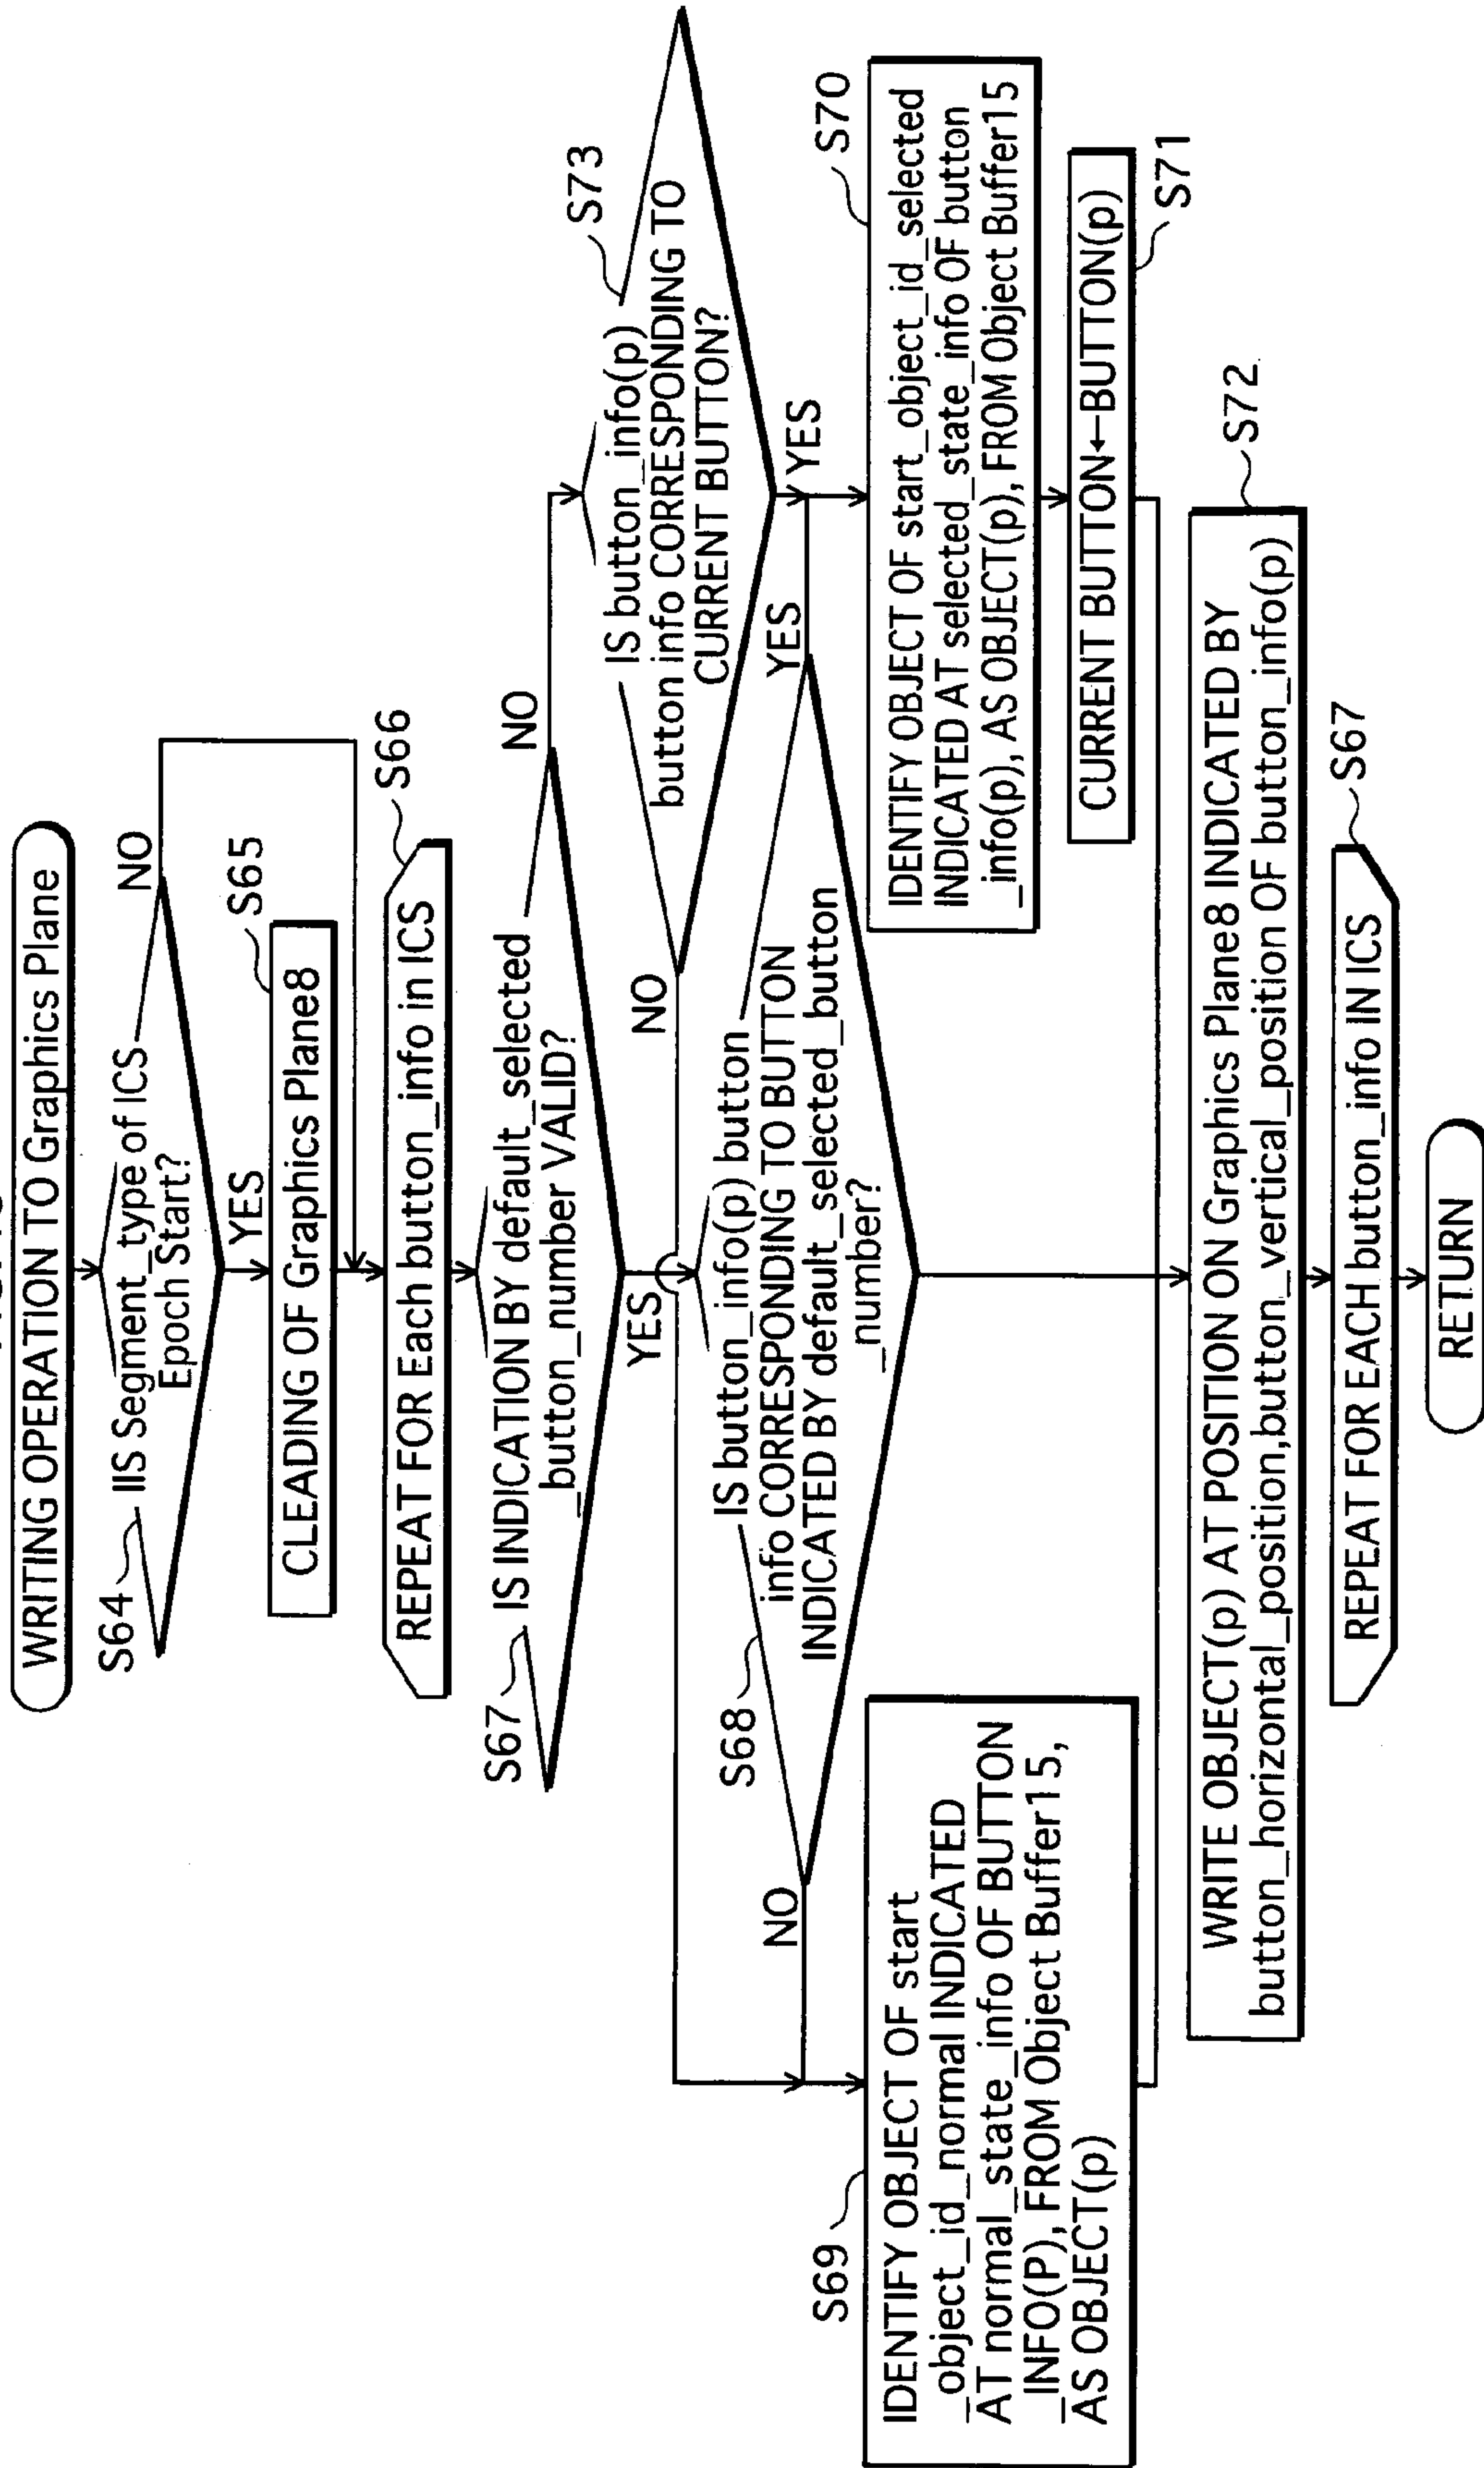 WRITING OPERATION TO Graphics Plane
S64
IIS Segment_type of ICS
Epoch Start?
NO
YES
S65
CLEADING OF Graphics Plane8
S66
REPEAT FOR Each button_info in ICS
S67
IS INDICATION BY default_selected
_button_number VALID?
NO
YES
S73
IS button_info(p)
button info CORRESPONDING TO
CURRENT BUTTON?
NO
YES
S68
IS button_info(p) button
info CORRESPONDING TO BUTTON
INDICATED BY default_selected_button
_number?
NO
YES
S69
IDENTIFY OBJECT OF start
_object_id_normal INDICATED
AT normal_state_info OF BUTTON
_INFO(P), FROM Object Buffer15,
AS OBJECT(p)
S70
IDENTIFY OBJECT OF start_object_id_selected
INDICATED AT selected_state_info OF button
_info(p), AS OBJECT(p), FROM Object Buffer15
CURRENT BUTTON←BUTTON(p)
S71
S72
WRITE OBJECT(p) AT POSITION ON Graphics Plane8 INDICATED BY
button_horizontal_position,button_vertical_position OF button_info(p)
S67
REPEAT FOR EACH button_info IN ICS
RETURN